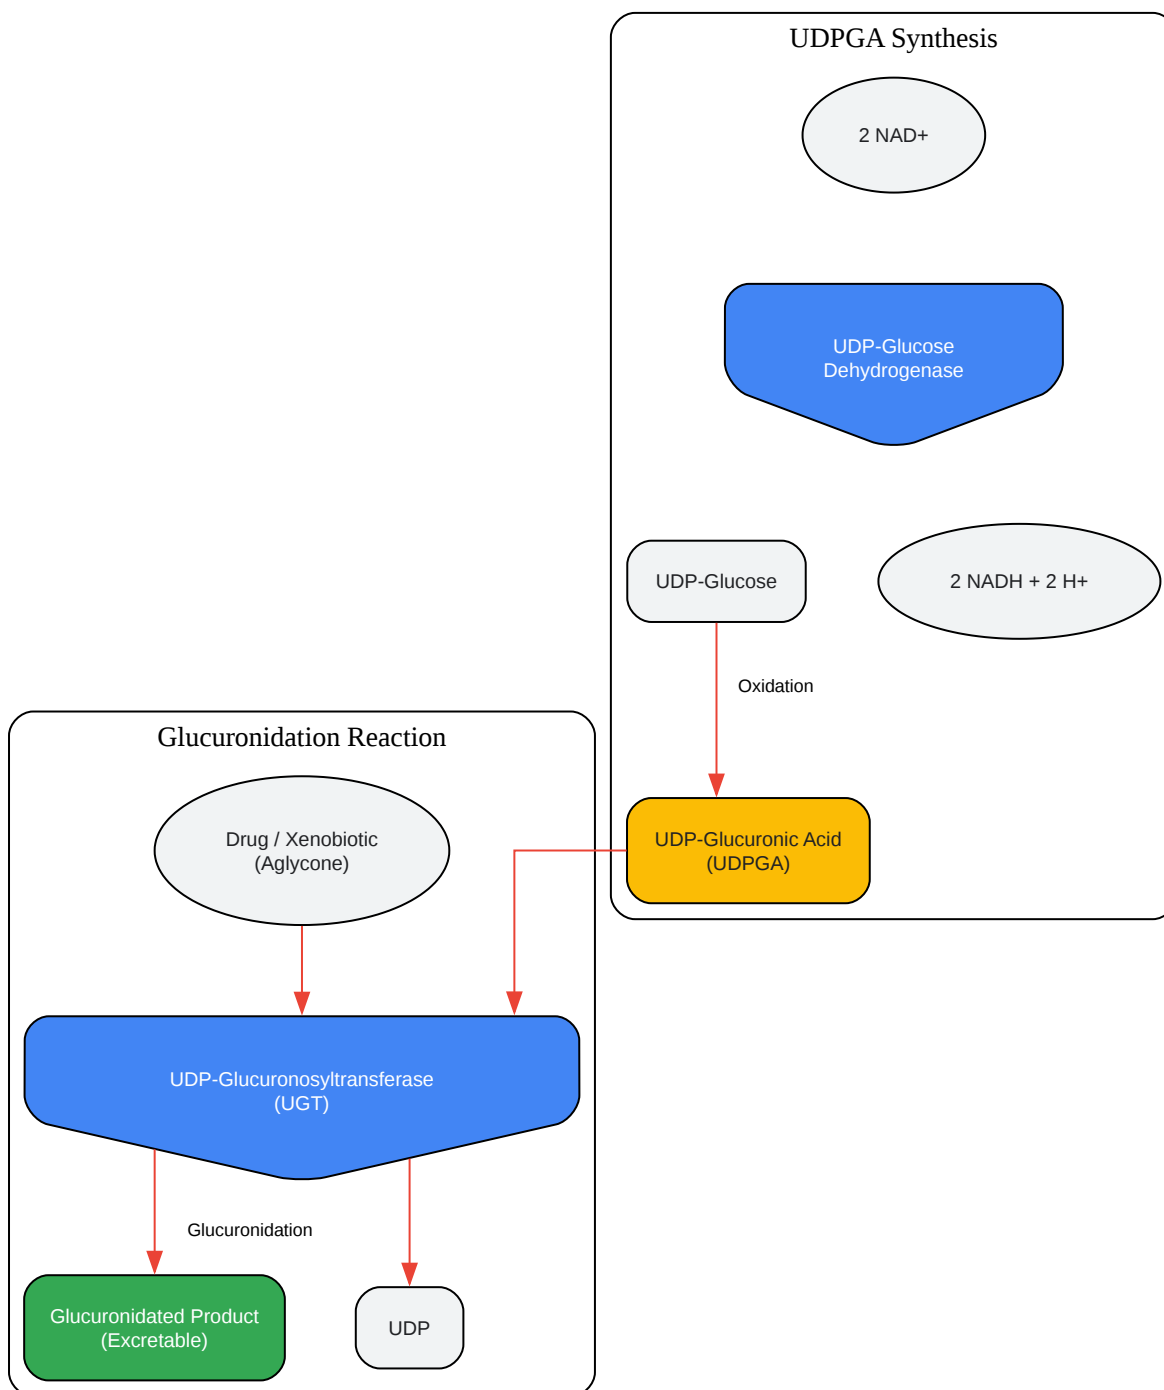 UDPGA Synthesis
2 NAD+
UDP-Glucose
Dehydrogenase
UDP-Glucose
2 NADH + 2 H+
Oxidation
UDP-Glucuronic Acid
(UDPGA)
Glucuronidation Reaction
Drug / Xenobiotic
(Aglycone)
UDP-Glucuronosyltransferase
(UGT)
Glucuronidation
Glucuronidated Product
(Excretable)
UDP